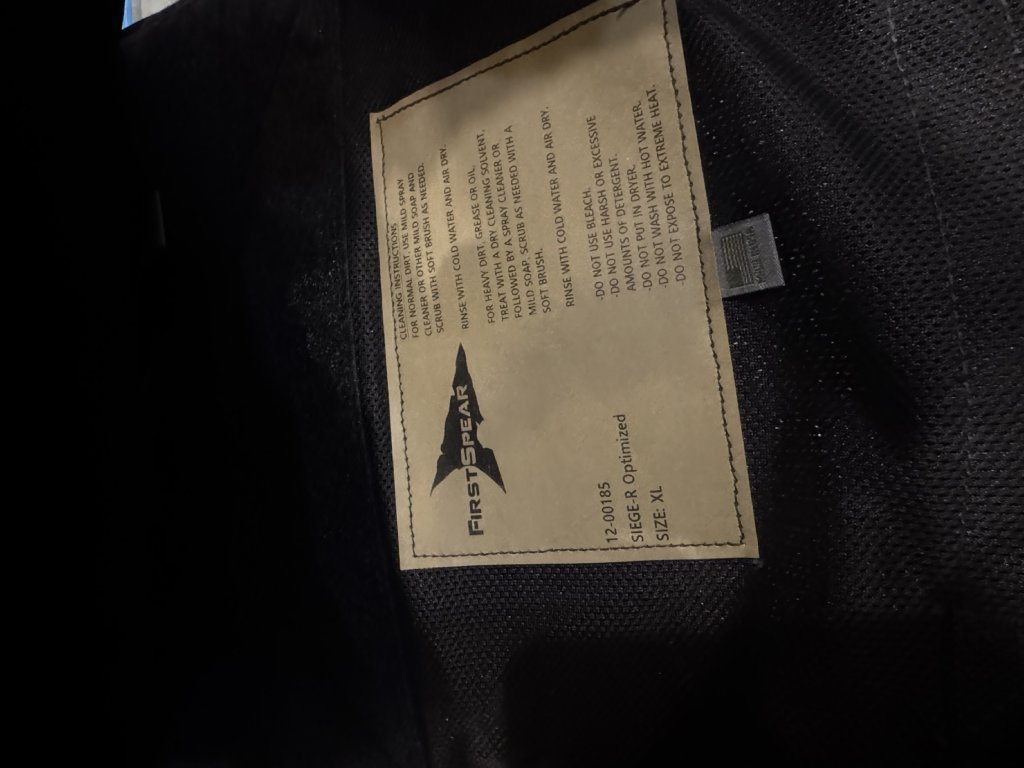 FIRSTSPEAR
12-00185
SIEGE-R Optimized
SIZE: XL
CLEANING INSTRUCTIONS
FOR NORMAL DIRT, USE MILD SPRAY
CLEANER OR OTHER MILD SOAP AND
SCRUB WITH SOFT BRUSH AS NEEDED.
RINSE WITH COLD WATER AND AIR DRY.
FOR HEAVY DIRT, GREASE OR OIL,
TREAT WITH A DRY CLEANING SOLVENT,
FOLLOWED BY A SPRAY CLEANER OR
MILD SOAP, SCRUB AS NEEDED WITH A
SOFT BRUSH.
RINSE WITH COLD WATER AND AIR DRY.
-DO NOT USE BLEACH.
-DO NOT USE HARSH OR EXCESSIVE
AMOUNTS OF DETERGENT.
-DO NOT PUT IN DRYER.
-DO NOT WASH WITH HOT WATER.
-DO NOT EXPOSE TO EXTREME HEAT.